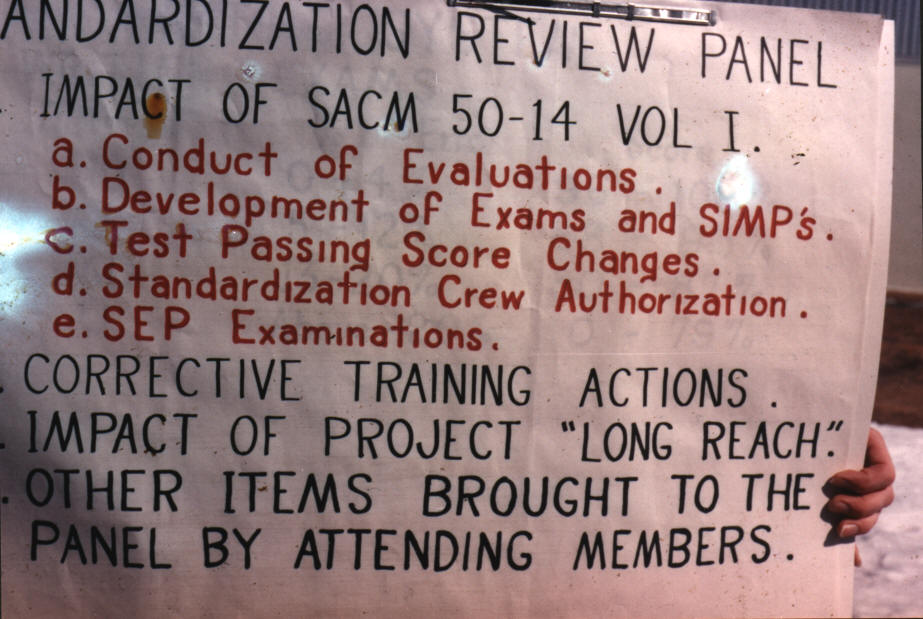 ANDARDIZATION REVIEW PANEL
IMPACT OF SACM 50-14 VOL I.
a. Conduct of Evaluations.
b. Development of Exams and SIMP's.
c. Test Passing Score Changes.
d. Standardization Crew Authorization.
e. SEP Examinations.
. CORRECTIVE TRAINING ACTIONS.
. IMPACT OF PROJECT "LONG REACH."
. OTHER ITEMS BROUGHT TO THE
PANEL BY ATTENDING MEMBERS.